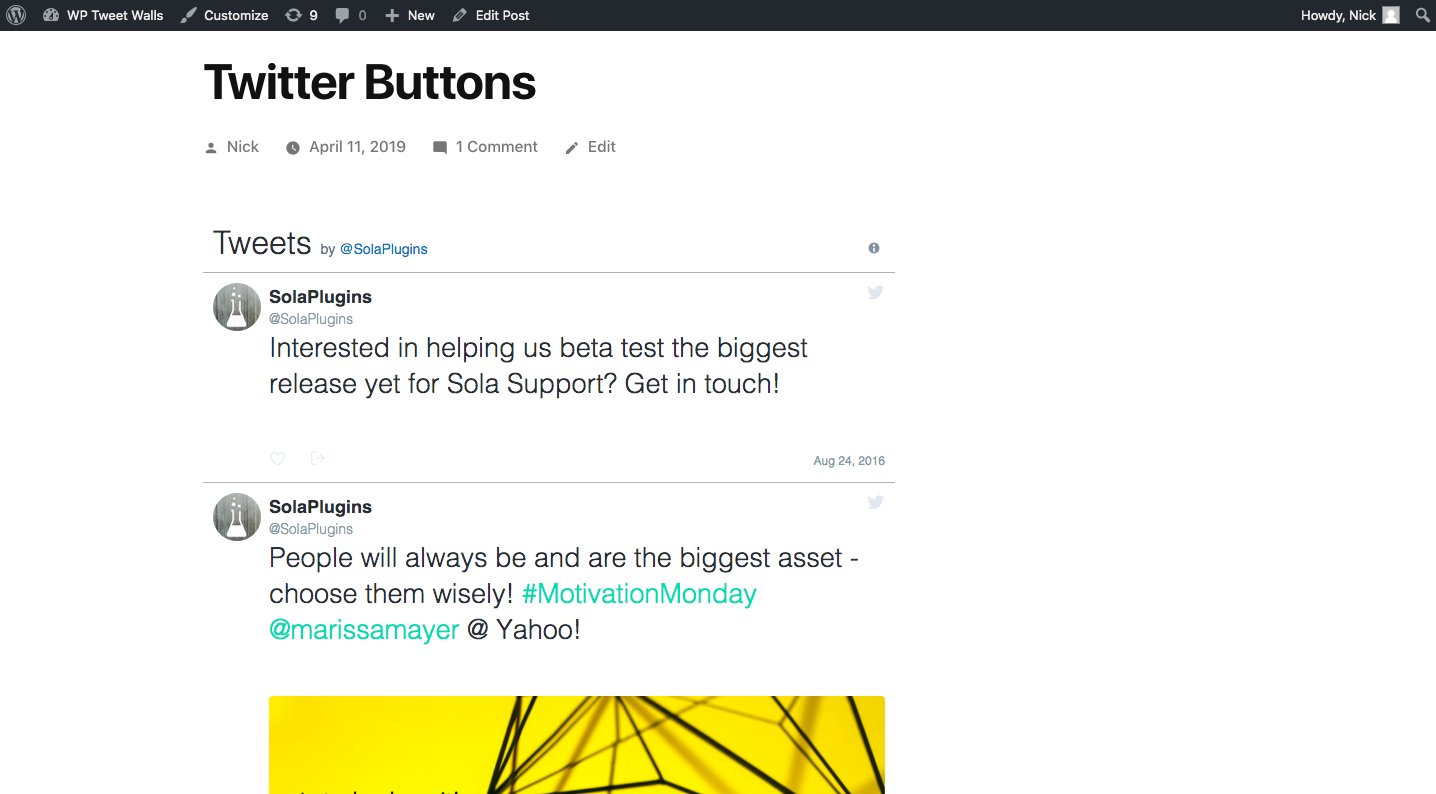 WP Tweet Walls Customize 9 0 New Edit Post Howdy, Nick
Twitter Buttons
Nick April 11, 2019 1 Comment Edit
Tweets by @SolaPlugins
SolaPlugins
@SolaPlugins
Interested in helping us beta test the biggest
release yet for Sola Support? Get in touch!
Aug 24, 2016
SolaPlugins
@SolaPlugins
People will always be and are the biggest asset -
choose them wisely! #MotivationMonday
@marissamayer @ Yahoo!